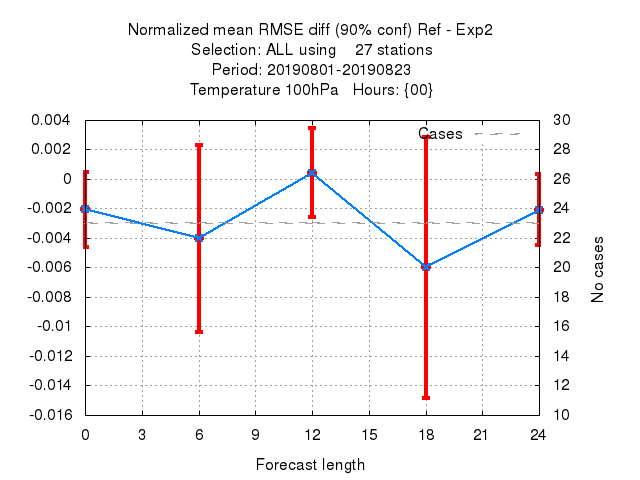 Normalized mean RMSE diff (90% conf) Ref - Exp2
Selection: ALL using 27 stations
Period: 20190801-20190823
Temperature 100hPa Hours: {00}
Cases
0.004
0.002
0
-0.002
-0.004
-0.006
-0.008
-0.01
-0.012
-0.014
-0.016
30
28
26
24
22
20
18
16
14
12
10
No cases
0 3 6 9 12 15 18 21 24
Forecast length